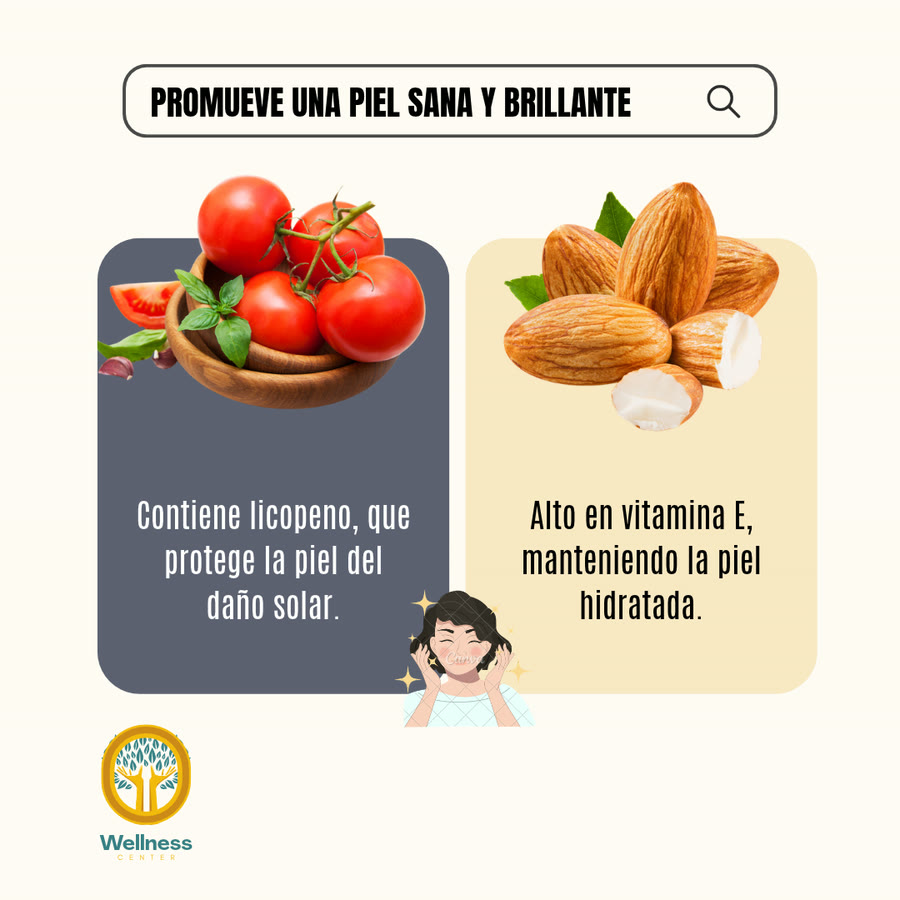 PROMUEVE UNA PIEL SANA Y BRILLANTE
Contiene licopeno, que
protege la piel del
daño solar.
Alto en vitamina E,
manteniendo la piel
hidratada.
Canva
Wellness
CENTER